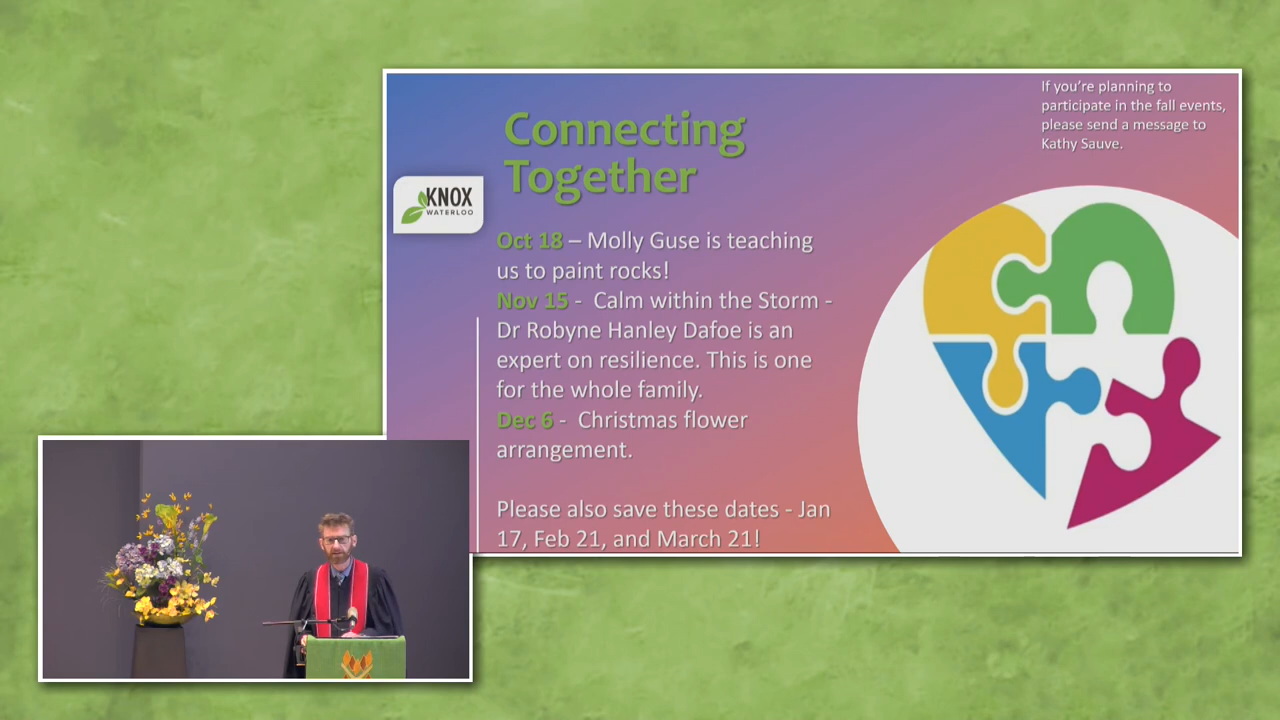 If you're planning to
participate in the fall events,
please send a message to
Kathy Sauve.
Connecting
Together
KNOX
WATERLOO
Oct 18 – Molly Guse is teaching
us to paint rocks!
Nov 15 - Calm within the Storm -
Dr Robyne Hanley Dafoe is an
expert on resilience. This is one
for the whole family.
Dec 6 - Christmas flower
arrangement.
Please also save these dates - Jan
17, Feb 21, and March 21!